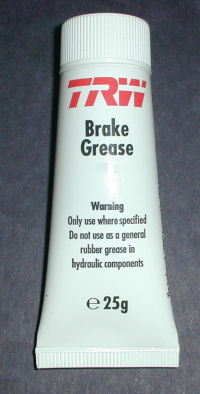 TRW
Brake
Grease
Warning
Only use where specified
Do not use as a general
rubber grease in
hydraulic components
℮ 25g